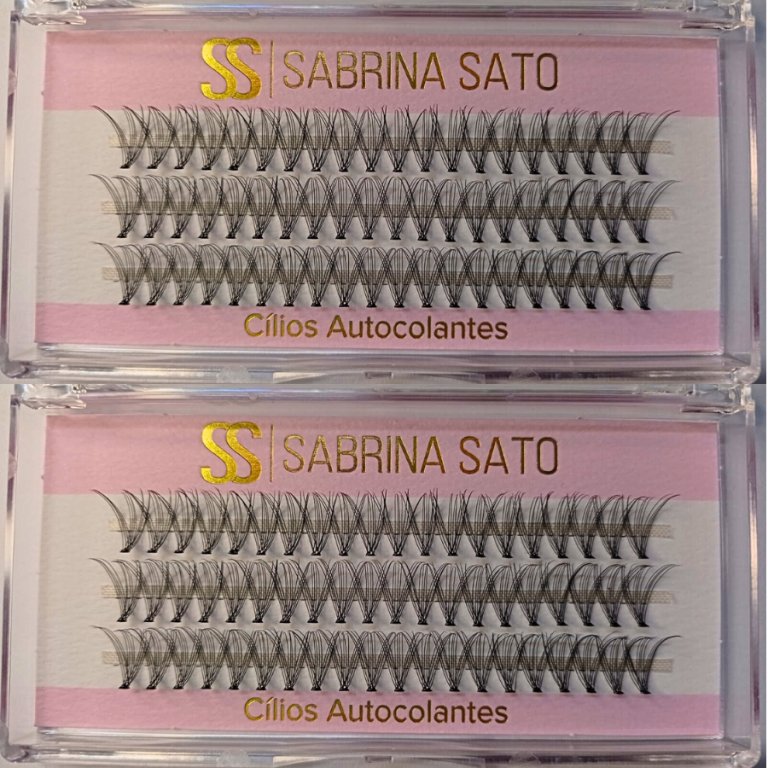 SS | SABRINA SATO
Cílios Autocolantes
SS | SABRINA SATO
Cílios Autocolantes